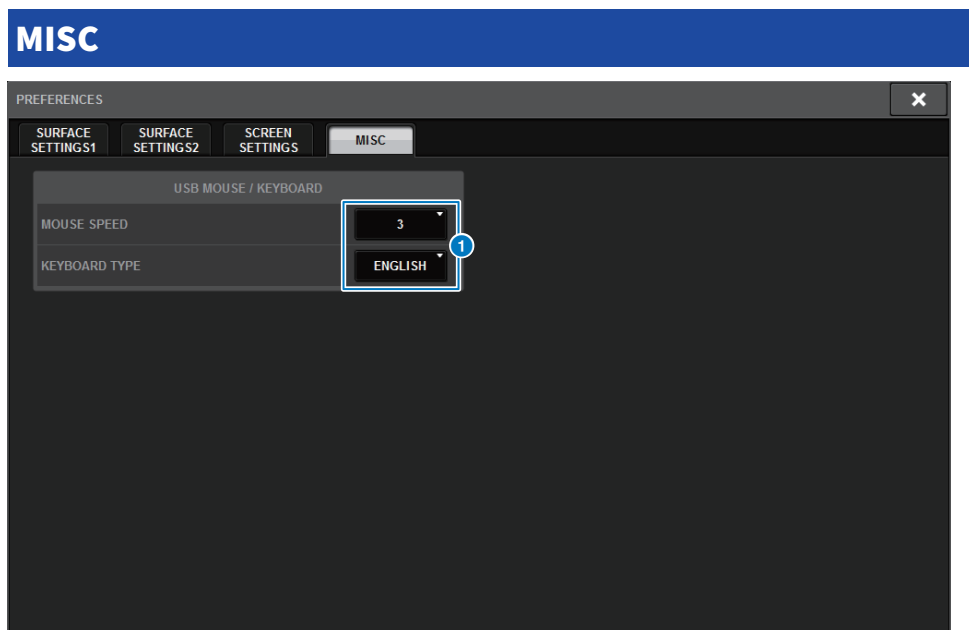 MISC
PREFERENCES
SURFACE SETTINGS1
SURFACE SETTINGS2
SCREEN SETTINGS
MISC
USB MOUSE / KEYBOARD
MOUSE SPEED
3
1
KEYBOARD TYPE
ENGLISH